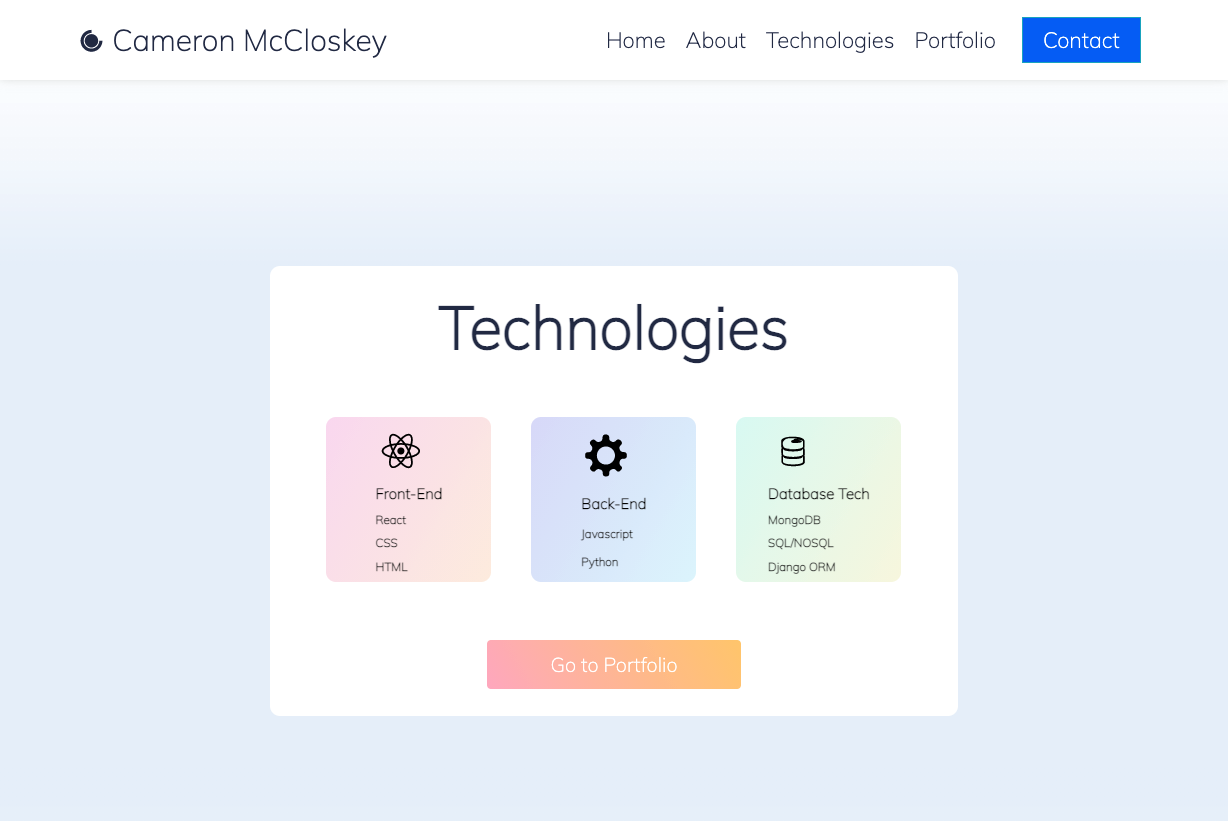 Cameron McCloskey
Home About Technologies Portfolio Contact
Technologies
Front-End
React
CSS
HTML
Back-End
Javascript
Python
Database Tech
MongoDB
SQL/NOSQL
Django ORM
Go to Portfolio